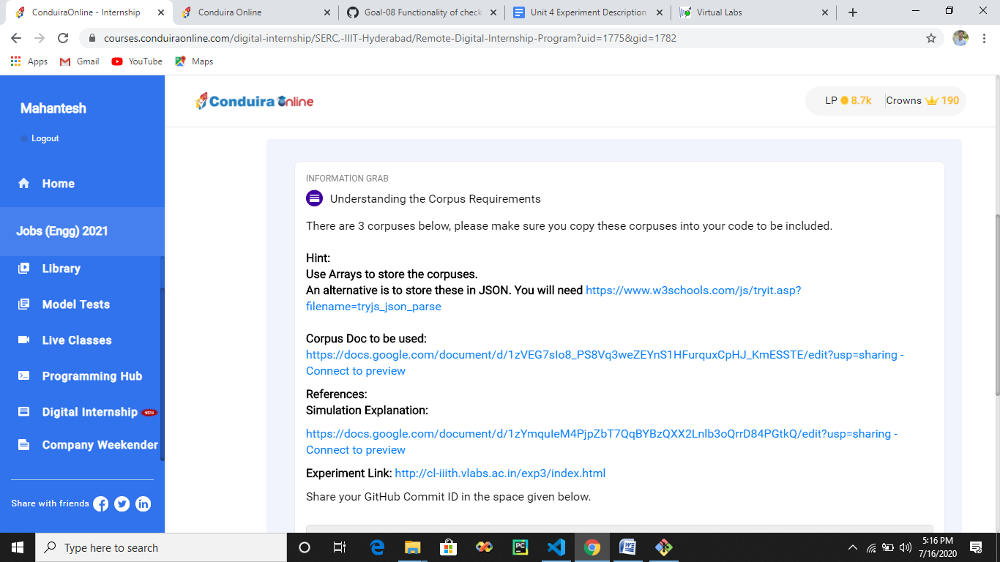 ConduiraOnline - Internship
Conduira Online
Goal-08 Functionality of check
Unit 4 Experiment Description
Virtual Labs
courses.conduiraonline.com/digital-internship/SERC,-IIIT-Hyderabad/Remote-Digital-Internship-Program?uid=1775&gid=1782
Apps
Gmail
YouTube
Maps
Mahantesh
Logout
Home
Jobs (Engg) 2021
Library
Model Tests
Live Classes
Programming Hub
Digital Internship NEW
Company Weekender
Share with friends
Conduira Online
LP 8.7k
Crowns 190
INFORMATION GRAB
Understanding the Corpus Requirements
There are 3 corpuses below, please make sure you copy these corpuses into your code to be included.
Hint:
Use Arrays to store the corpuses.
An alternative is to store these in JSON. You will need https://www.w3schools.com/js/tryit.asp?
filename=tryjs_json_parse
Corpus Doc to be used:
https://docs.google.com/document/d/1zVEG7sIo8_PS8Vq3weZEYnS1HFurquxCpHJ_KmESSTE/edit?usp=sharing -
Connect to preview
References:
Simulation Explanation:
https://docs.google.com/document/d/1zYmquIeM4PjpZbT7QqBYBzQXX2Lnlb3oQrrD84PGtkQ/edit?usp=sharing -
Connect to preview
Experiment Link: http://cl-iiith.vlabs.ac.in/exp3/index.html
Share your GitHub Commit ID in the space given below.
Type here to search
5:16 PM
7/16/2020